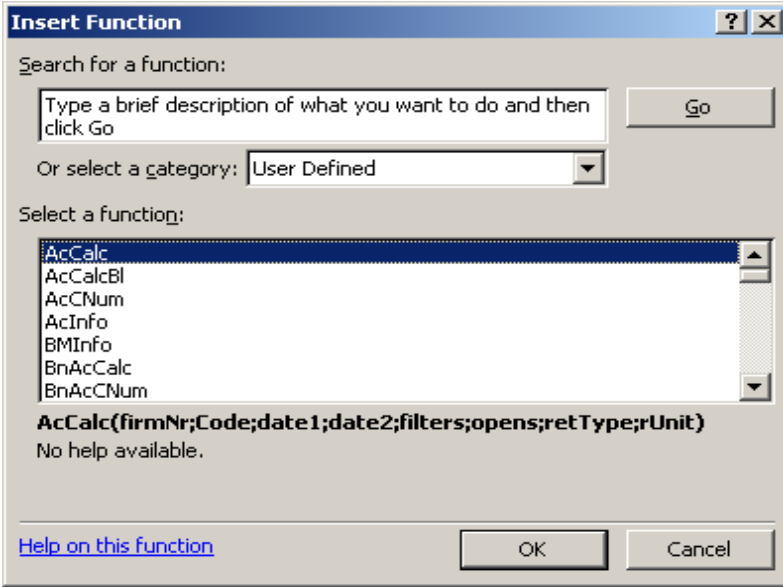 Insert Function
Search for a function:
Type a brief description of what you want to do and then
click Go
Go
Or select a category: User Defined
Select a function:
AcCalc
AcCalcBl
AcCNum
AcInfo
BMInfo
BnAcCalc
BnAcCNum
AcCalc(firmNr;Code;date1;date2;filters;opens;retType;rUnit)
No help available.
Help on this function
OK
Cancel